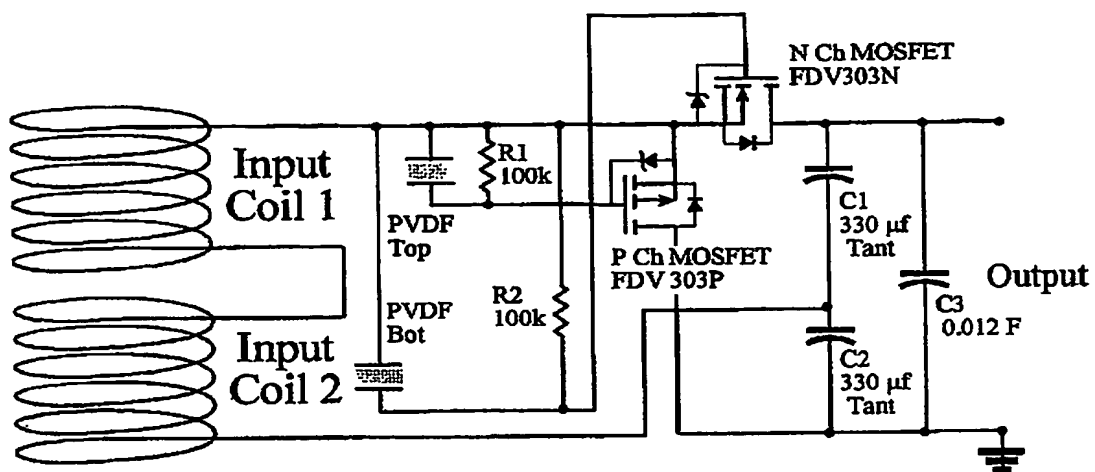 N Ch MOSFET
FDV303N
Input
Coil 1
R1
100k
PVDF
Top
C1
330 µf
Tant
P Ch MOSFET
FDV 303P
Output
R2
100k
PVDF
Bot
C3
0.012 F
Input
Coil 2
C2
330 µf
Tant